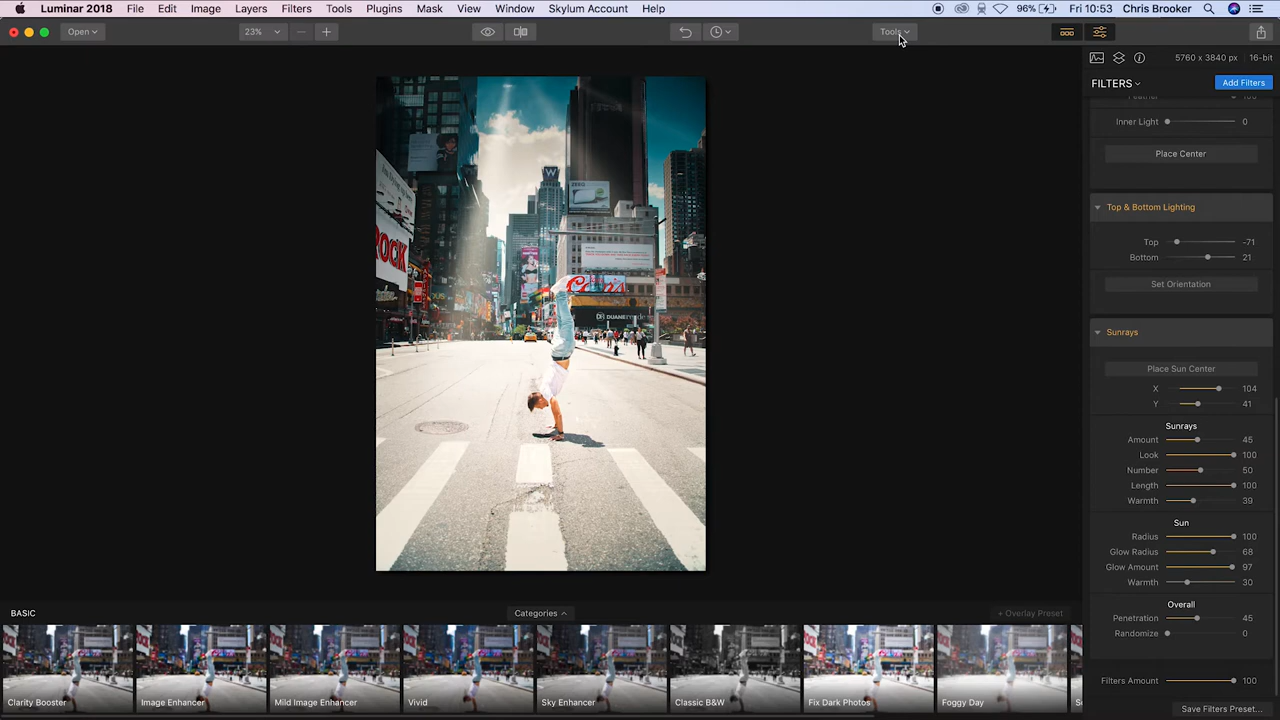 Luminar 2018 File Edit Image Layers Filters Tools Plugins Mask View Window Skylum Account Help 96% Fri 10:53 Chris Brooker
Open 23% Tools
5760 x 3840 px 16-bit
FILTERS Add Filters
Inner Light 0
Place Center
Top & Bottom Lighting
Top -71
Bottom 21
Set Orientation
Sunrays
Place Sun Center
X 104
Y 41
Sunrays
Amount 45
Look 100
Number 50
Length 100
Warmth 39
Sun
Radius 100
Glow Radius 68
Glow Amount 97
Warmth 30
Overall
Penetration 45
Randomize 0
Filters Amount 100
Save Filters Preset...
W
ROCK
BASIC Categories + Overlay Preset
Clarity Booster Image Enhancer Mild Image Enhancer Vivid Sky Enhancer Classic B&W Fix Dark Photos Foggy Day So